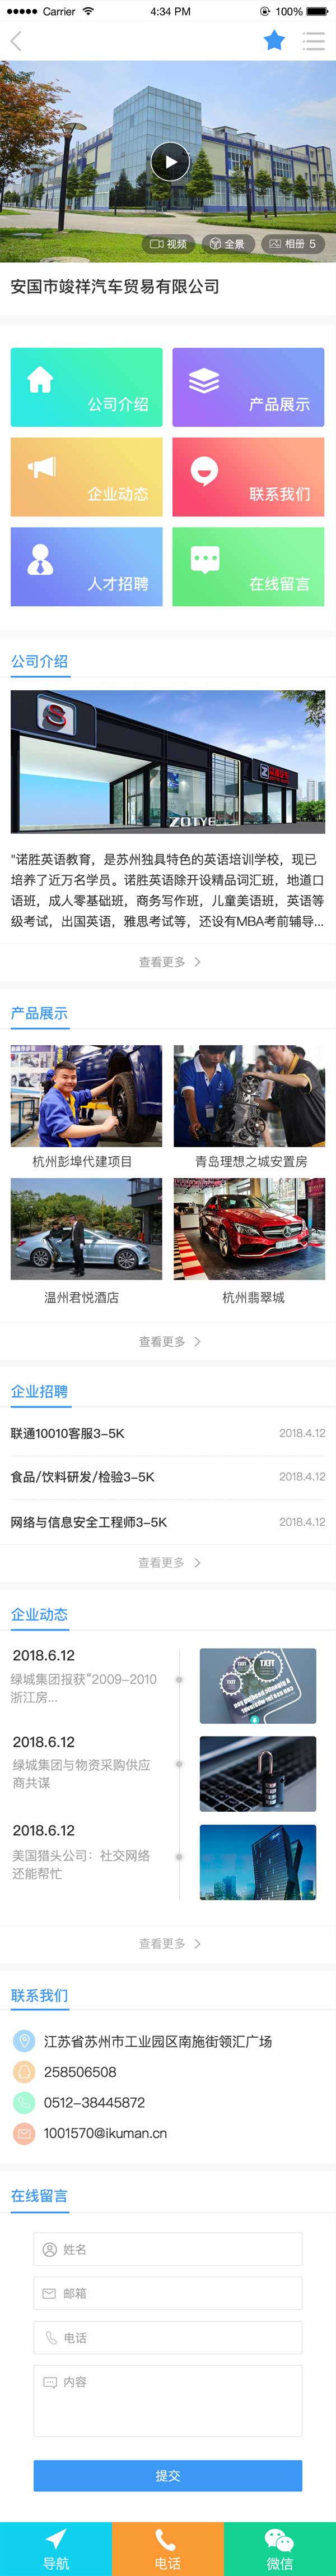 Carrier 4:34 PM 100%
视频 全景 相册 5
安国市竣祥汽车贸易有限公司
公司介绍 产品展示
企业动态 联系我们
人才招聘 在线留言
公司介绍
ZOTYE
"诺胜英语教育，是苏州独具特色的英语培训学校，现已
培养了近万名学员。诺胜英语除开设精品词汇班，地道口
语班，成人零基础班，商务写作班，儿童美语班，英语等
级考试，出国英语，雅思考试等，还设有MBA考前辅导...
查看更多
产品展示
杭州彭埠代建项目 青岛理想之城安置房
温州君悦酒店 杭州翡翠城
查看更多
企业招聘
联通10010客服3-5K 2018.4.12
食品/饮料研发/检验3-5K 2018.4.12
网络与信息安全工程师3-5K 2018.4.12
查看更多
企业动态
2018.6.12
绿城集团报获“2009-2010
浙江房...
2018.6.12
绿城集团与物资采购供应
商共谋
2018.6.12
美国猎头公司：社交网络
还能帮忙
查看更多
联系我们
江苏省苏州市工业园区南施街领汇广场
258506508
0512-38445872
1001570@ikuman.cn
在线留言
姓名
邮箱
电话
内容
提交
导航 电话 微信